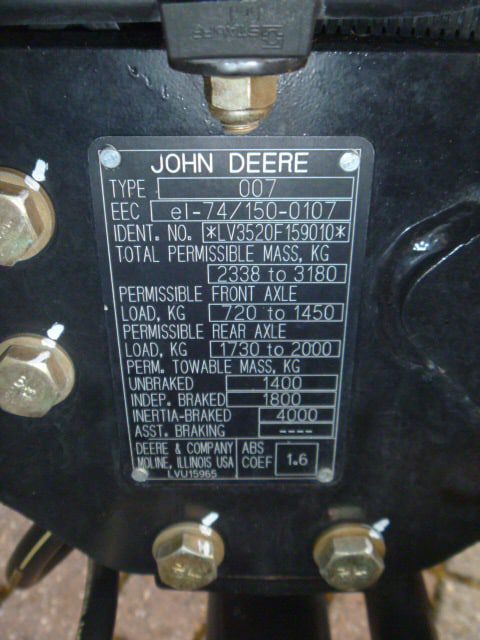 JOHN DEERE
TYPE 007
EEC e1-74/150-0107
IDENT. NO. *LV3520F159010*
TOTAL PERMISSIBLE MASS, KG
2338 to 3180
PERMISSIBLE FRONT AXLE
LOAD, KG 720 to 1450
PERMISSIBLE REAR AXLE
LOAD, KG 1730 to 2000
PERM. TOWABLE MASS, KG
UNBRAKED 1400
INDEP. BRAKED 1800
INERTIA-BRAKED 4000
ASST. BRAKING ----
DEERE & COMPANY ABS
MOLINE, ILLINOIS USA COEF 1.6
LVU15965